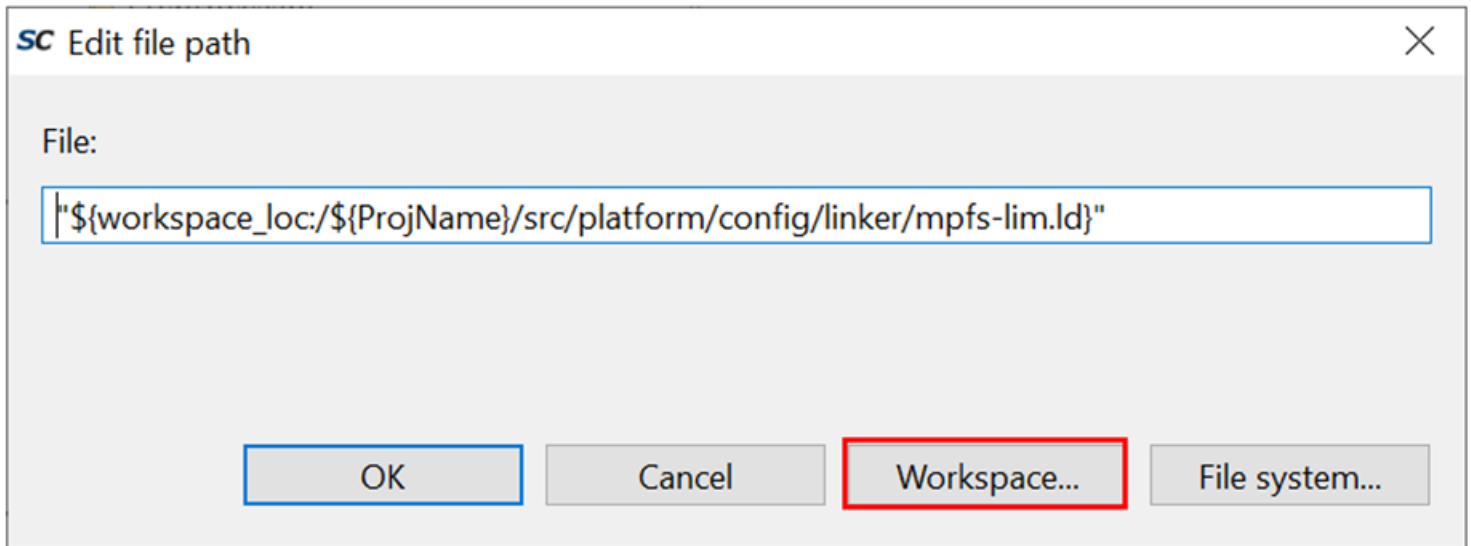 SC Edit file path
File:
"${workspace_loc:/${ProjName}/src/platform/config/linker/mpfs-lim.ld}"
OK Cancel Workspace... File system...